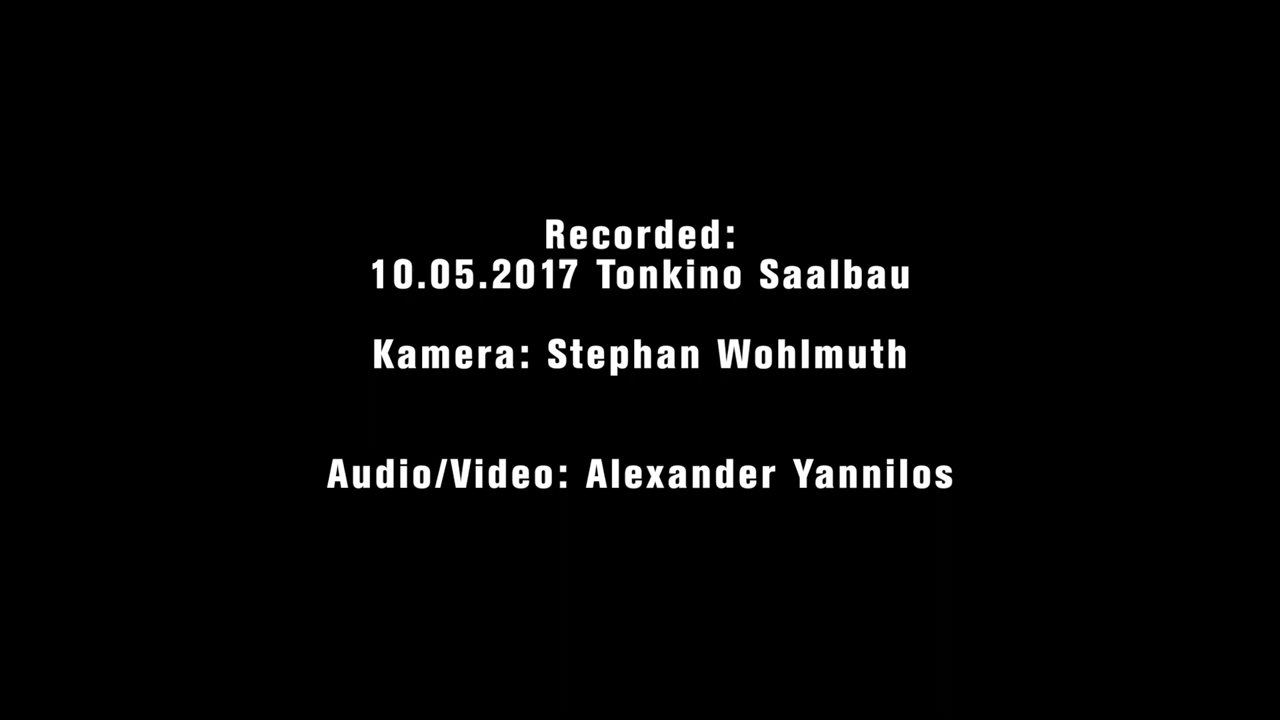 Recorded:
10.05.2017 Tonkino Saalbau
Kamera: Stephan Wohlmuth
Audio/Video: Alexander Yannilos